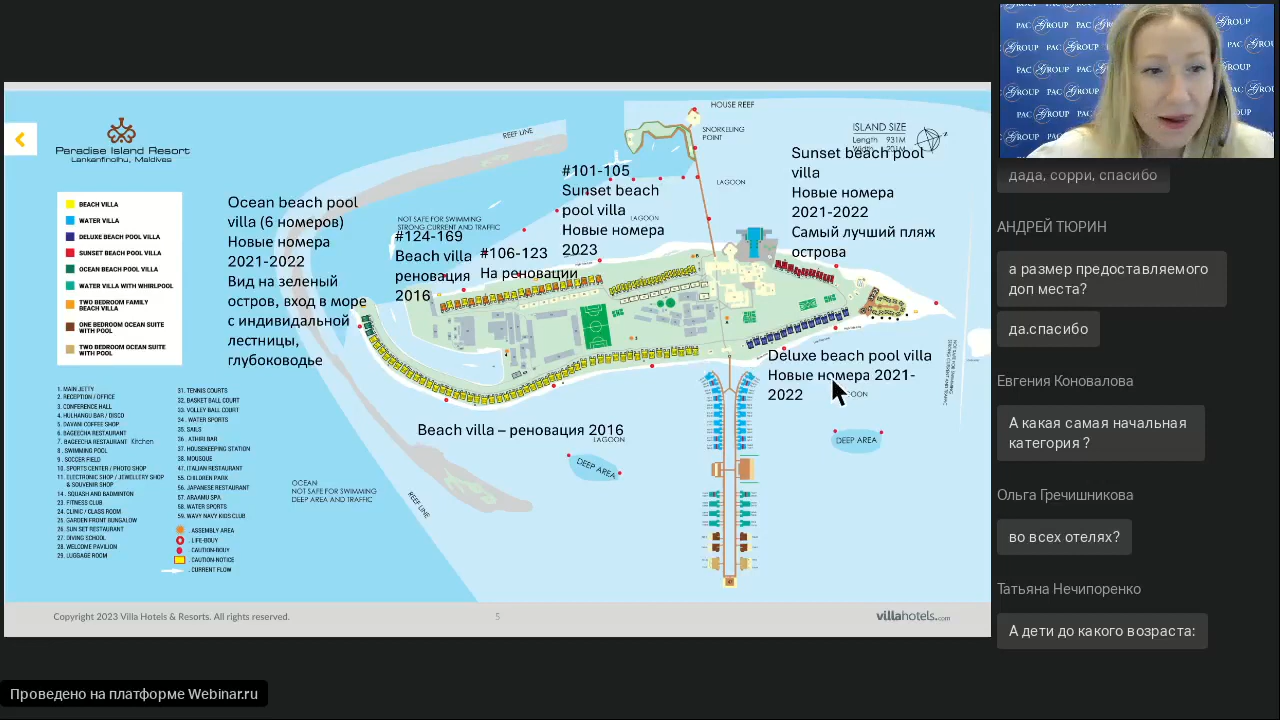 HOUSE REEF
REEF LINE
SNORKELING
POINT
ISLAND SIZE
Length 931M
Paradise Island Resort
Lankanfinolhu, Maldives
LAGOON
Sunset beach pool
villa
Новые номера
2021-2022
Самый лучший пляж
острова
#101-105
Sunset beach
pool villa
Новые номера
2023
LAGOON
Ocean beach pool
villa (6 номеров)
Новые номера
2021-2022
Вид на зеленый
остров, вход в море
с индивидальной
лестницы,
глубоководье
NOT SAFE FOR SWIMMING
STRONG CURRENT AND TRAFFIC
#124-169
Beach villa
реновация
2016
#106-123
На реновации
BEACH VILLA
WATER VILLA
DELUXE BEACH POOL VILLA
SUNSET BEACH POOL VILLA
OCEAN BEACH POOL VILLA
WATER VILLA WITH WHIRLPOOL
TWO BEDROOM FAMILY
BEACH VILLA
ONE BEDROOM OCEAN SUITE
WITH POOL
TWO BEDROOM OCEAN SUITE
WITH POOL
Deluxe beach pool villa
Новые номера 2021-
2022
Beach villa – реновация 2016
LAGOON
DEEP AREA
DEEP AREA
OCEAN
NOT SAFE FOR SWIMMING
DEEP AREA AND TRAFFIC
REEF LINE
1. MAIN JETTY
2. RECEPTION / OFFICE
3. CONFERENCE HALL
4. HULHANGU BAR / DISCO
5. DAVANI COFFEE SHOP
6. BAGEECHA RESTAURANT
7. BAGEECHA RESTAURANT Kitchen
8. SWIMMING POOL
9. SOCCER FIELD
10. SPORTS CENTER / PHOTO SHOP
11. ELECTRONIC SHOP / JEWELLERY SHOP
& SOUVENIR SHOP
14. SQUASH AND BADMINTON
23. FITNESS CLUB
24. CLINIC / CLASS ROOM
25. GARDEN FRONT BUNGALOW
26. SUN SET RESTAURANT
27. DIVING SCHOOL
28. WELCOME PAVILION
29. LUGGAGE ROOM
31. TENNIS COURTS
32. BASKET BALL COURT
33. VOLLEY BALL COURT
34. WATER SPORTS
35. SAILS
36. ATHIRI BAR
37. HOUSEKEEPING STATION
38. MOSQUE
47. ITALIAN RESTAURANT
55. CHILDREN PARK
56. JAPANESE RESTAURANT
57. ARAAMU SPA
58. WATER SPORTS
59. WAVY NAVY KIDS CLUB
. ASSEMBLY AREA
. LIFE-BOUY
. CAUTION-BOUY
. CAUTION-NOTICE
. CURRENT FLOW
Copyright 2023 Villa Hotels & Resorts. All rights reserved.
5
villahotels.com
Проведено на платформе Webinar.ru
PAC GROUP
дада, сорри, спасибо
АНДРЕЙ ТЮРИН
а размер предоставляемого
доп места?
да.спасибо
Евгения Коновалова
А какая самая начальная
категория ?
Ольга Гречишникова
во всех отелях?
Татьяна Нечипоренко
А дети до какого возраста: